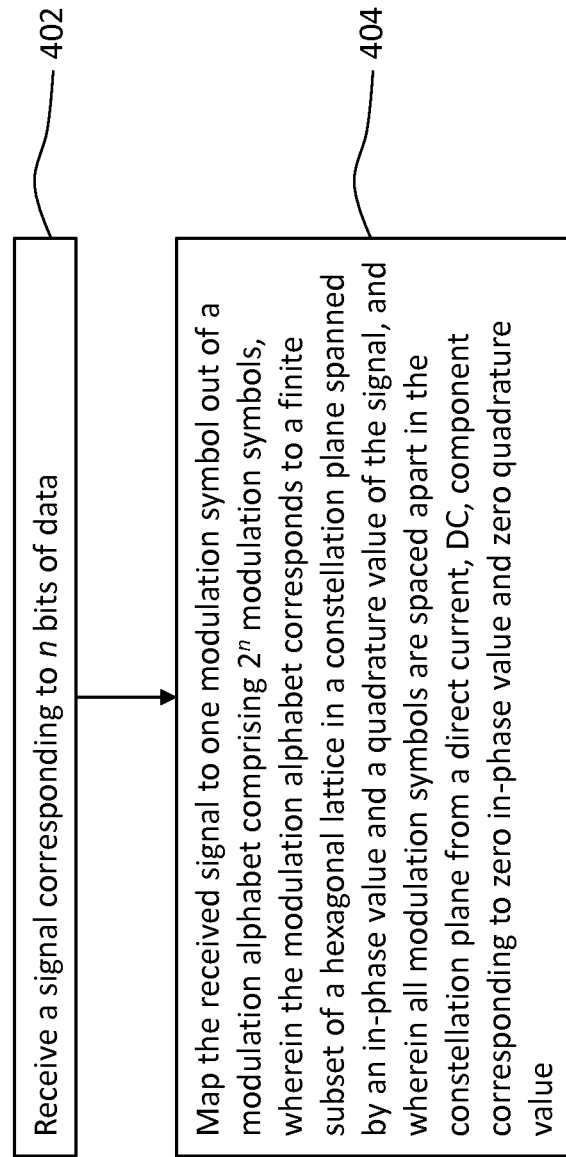 Receive a signal corresponding to n bits of data
402
Map the received signal to one modulation symbol out of a
modulation alphabet comprising 2ⁿ modulation symbols,
wherein the modulation alphabet corresponds to a finite
subset of a hexagonal lattice in a constellation plane spanned
by an in-phase value and a quadrature value of the signal, and
wherein all modulation symbols are spaced apart in the
constellation plane from a direct current, DC, component
corresponding to zero in-phase value and zero quadrature
value
404